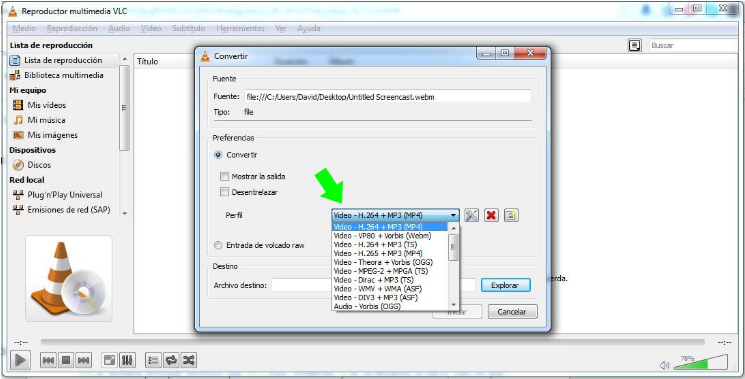 Reproductor multimedia VLC
Medio Reproducción Audio Vídeo Subtítulo Herramientas Ver Ayuda
Lista de reproducción
Buscar
Lista de reproducción
Biblioteca multimedia
Mi equipo
Mis vídeos
Mi música
Mis imágenes
Dispositivos
Discos
Red local
Plug'n'Play Universal
Emisiones de red (SAP)
Título
Convertir
Fuente
Fuente: file:///C:/Users/David/Desktop/Untitled Screencast.webm
Tipo: file
Preferencias
Convertir
Mostrar la salida
Desentrelazar
Perfil Video - H.264 + MP3 (MP4)
Video - H.264 + MP3 (MP4)
Video - VP80 + Vorbis (Webm)
Video - H.264 + MP3 (TS)
Video - H.265 + MP3 (MP4)
Video - Theora + Vorbis (OGG)
Video - MPEG-2 + MPGA (TS)
Video - Dirac + MP3 (TS)
Video - WMV + WMA (ASF)
Video - DIV3 + MP3 (ASF)
Audio - Vorbis (OGG)
Entrada de volcado raw
Destino
Archivo destino:
Explorar
Iniciar
Cancelar
erda.
--:--
--:--
78%